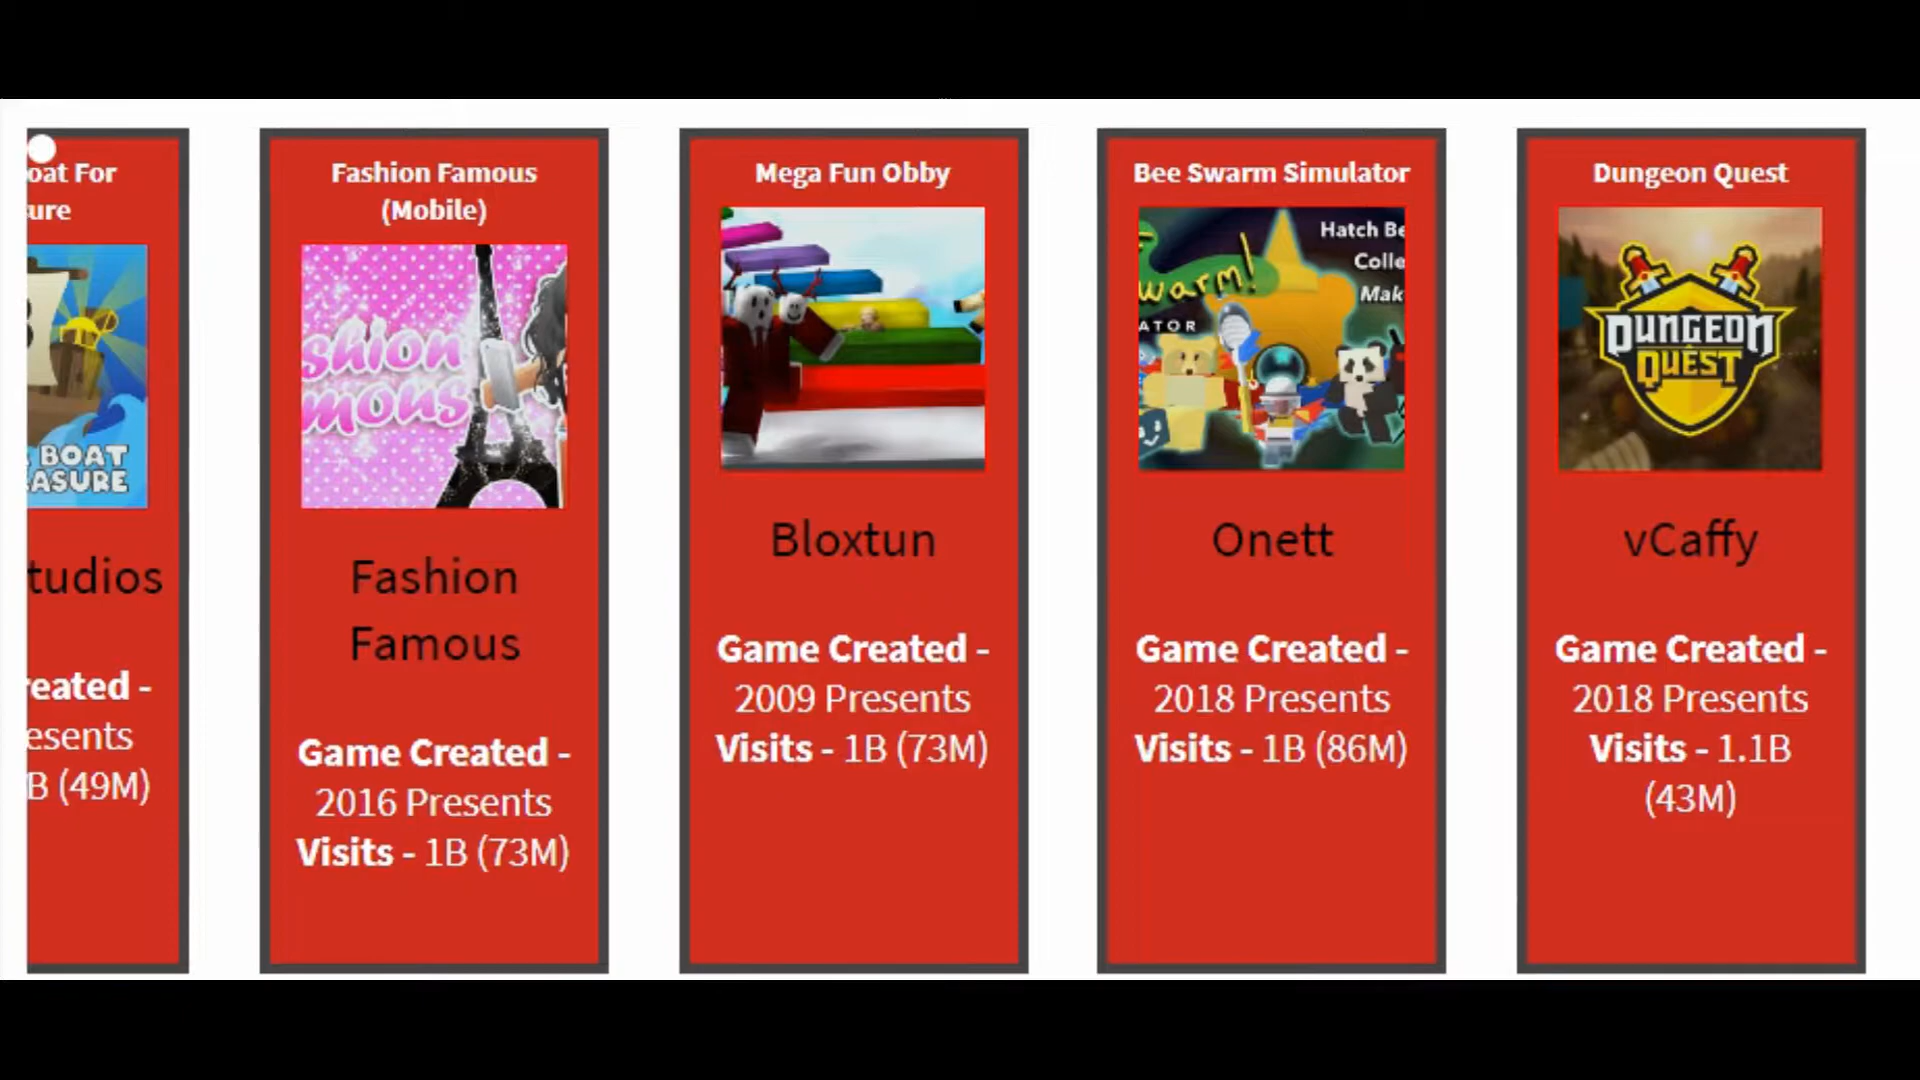 oat For
ure
BOAT
EASURE
tudios
reated -
esents
B (49M)
Fashion Famous
(Mobile)
shion
mous
Fashion
Famous
Game Created -
2016 Presents
Visits - 1B (73M)
Mega Fun Obby
Bloxtun
Game Created -
2009 Presents
Visits - 1B (73M)
Bee Swarm Simulator
Hatch Be
Colle
Mak
warm!
ATOR
Onett
Game Created -
2018 Presents
Visits - 1B (86M)
Dungeon Quest
DUNGEON
QUEST
vCaffy
Game Created -
2018 Presents
Visits - 1.1B
(43M)